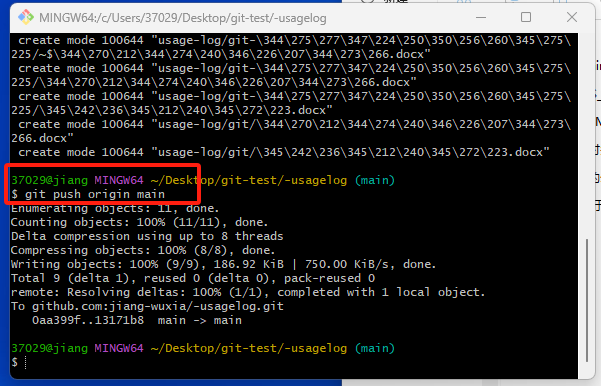 MINGW64:/c/Users/37029/Desktop/git-test/-usagelog
create mode 100644 "usage-log/git-\344\275\277\347\224\250\350\256\260\345\275\
225/~$\344\270\212\344\274\240\346\226\207\344\273\266.docx"
create mode 100644 "usage-log/git-\344\275\277\347\224\250\350\256\260\345\275\
225/\344\270\212\344\274\240\346\226\207\344\273\266.docx"
create mode 100644 "usage-log/git-\344\275\277\347\224\250\350\256\260\345\275\
225/\345\242\236\345\212\240\345\272\223.docx"
create mode 100644 "usage-log/git/\344\270\212\344\274\240\346\226\207\344\273\
266.docx"
create mode 100644 "usage-log/git/\345\242\236\345\212\240\345\272\223.docx"
37029@jiang MINGW64 ~/Desktop/git-test/-usagelog (main)
$ git push origin main
Enumerating objects: 11, done.
Counting objects: 100% (11/11), done.
Delta compression using up to 8 threads
Compressing objects: 100% (8/8), done.
Writing objects: 100% (9/9), 186.92 KiB | 750.00 KiB/s, done.
Total 9 (delta 1), reused 0 (delta 0), pack-reused 0
remote: Resolving deltas: 100% (1/1), completed with 1 local object.
To github.com:jiang-wuxia/-usagelog.git
0aa399f..13171b8 main -> main
37029@jiang MINGW64 ~/Desktop/git-test/-usagelog (main)
$